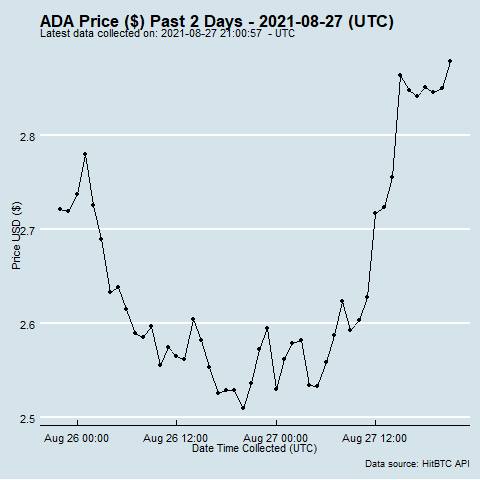 ADA Price ($) Past 2 Days - 2021-08-27 (UTC)
Latest data collected on: 2021-08-27 21:00:57  - UTC
2.8
2.7
2.6
2.5
Price USD ($)
Aug 26 00:00
Aug 26 12:00
Aug 27 00:00
Aug 27 12:00
Date Time Collected (UTC)
Data source: HitBTC API